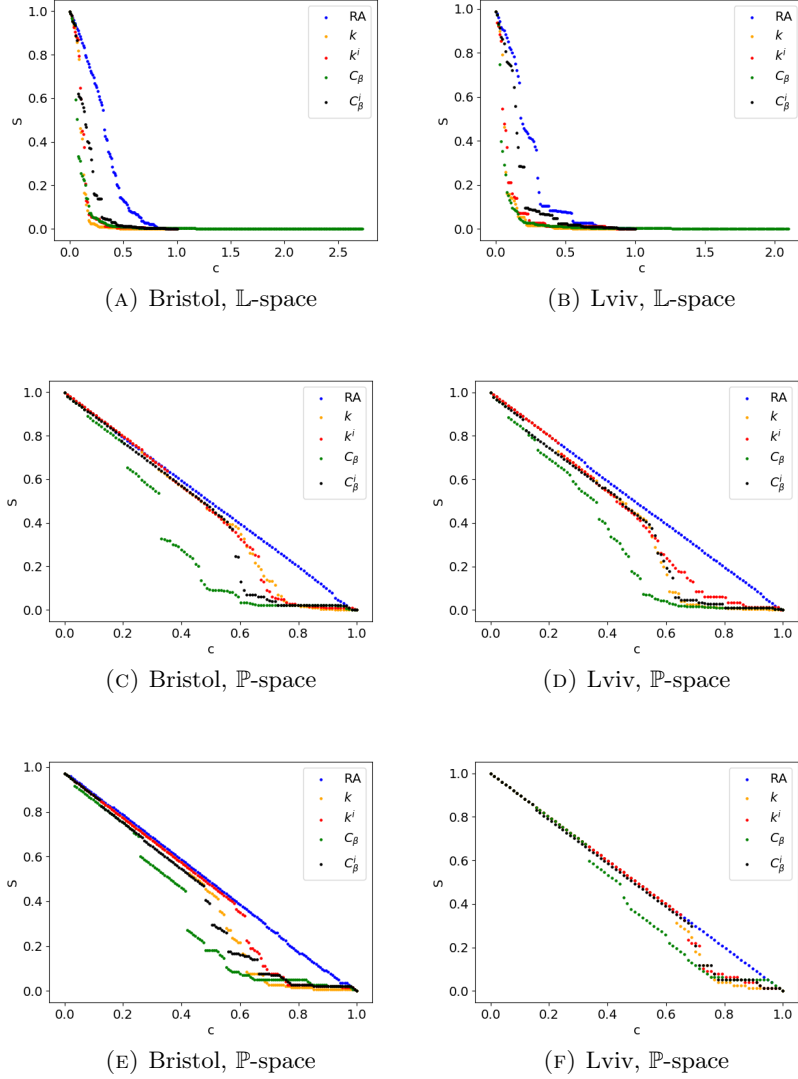 1.0
0.8
0.6
0.4
0.2
0.0
S
0.0 0.5 1.0 1.5 2.0 2.5
c
RA
k
k^i
C_β
C_β^i
(A) Bristol, 𝕃-space
1.0
0.8
0.6
0.4
0.2
0.0
S
0.0 0.5 1.0 1.5 2.0
c
RA
k
k^i
C_β
C_β^i
(B) Lviv, 𝕃-space
1.0
0.8
0.6
0.4
0.2
0.0
S
0.0 0.2 0.4 0.6 0.8 1.0
c
RA
k
k^i
C_β
C_β^i
(C) Bristol, ℙ-space
1.0
0.8
0.6
0.4
0.2
0.0
S
0.0 0.2 0.4 0.6 0.8 1.0
c
RA
k
k^i
C_β
C_β^i
(D) Lviv, ℙ-space
1.0
0.8
0.6
0.4
0.2
0.0
S
0.0 0.2 0.4 0.6 0.8 1.0
c
RA
k
k^i
C_β
C_β^i
(E) Bristol, ℙ-space
1.0
0.8
0.6
0.4
0.2
0.0
S
0.0 0.2 0.4 0.6 0.8 1.0
c
RA
k
k^i
C_β
C_β^i
(F) Lviv, ℙ-space